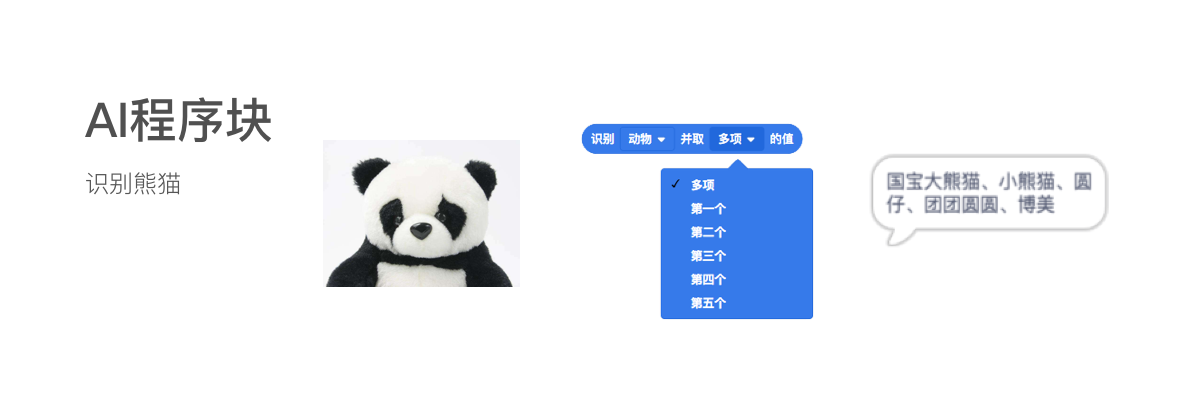 AI程序块
识别熊猫
识别 动物 并取 多项 的值
多项
第一个
第二个
第三个
第四个
第五个
国宝大熊猫、小熊猫、圆
仔、团团圆圆、博美